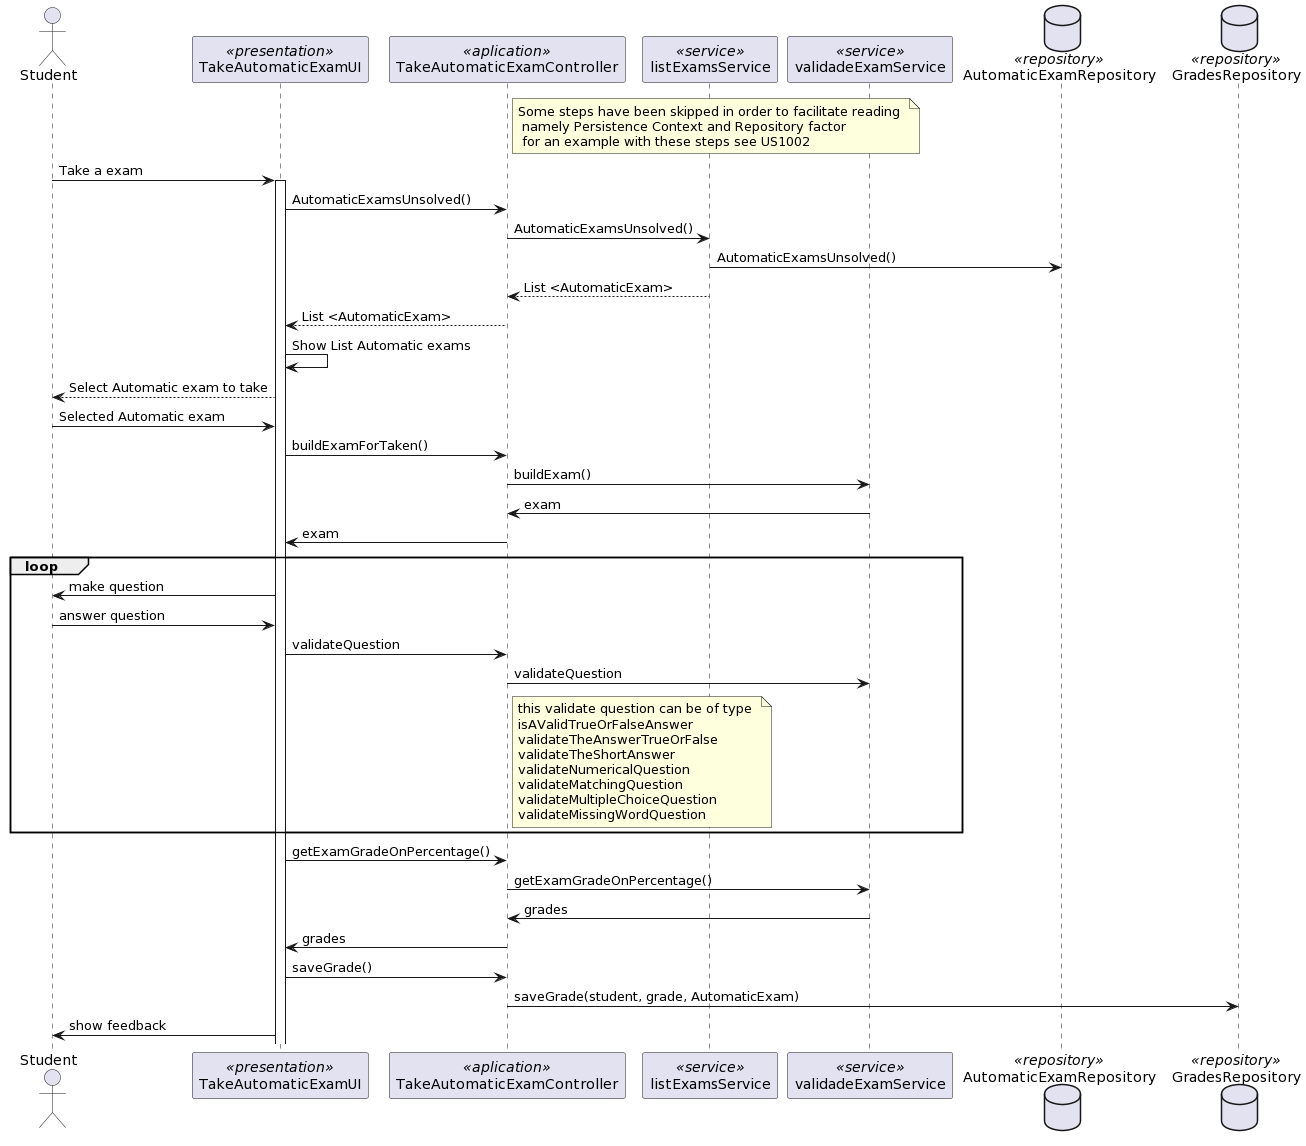 Student
«presentation»
TakeAutomaticExamUI
«aplication»
TakeAutomaticExamController
«service»
listExamsService
«service»
validadeExamService
«repository»
AutomaticExamRepository
«repository»
GradesRepository
Some steps have been skipped in order to facilitate reading
namely Persistence Context and Repository factor
for an example with these steps see US1002
Take a exam
AutomaticExamsUnsolved()
AutomaticExamsUnsolved()
AutomaticExamsUnsolved()
List <AutomaticExam>
List <AutomaticExam>
Show List Automatic exams
Select Automatic exam to take
Selected Automatic exam
buildExamForTaken()
buildExam()
exam
exam
loop
make question
answer question
validateQuestion
validateQuestion
this validate question can be of type
isAValidTrueOrFalseAnswer
validateTheAnswerTrueOrFalse
validateTheShortAnswer
validateNumericalQuestion
validateMatchingQuestion
validateMultipleChoiceQuestion
validateMissingWordQuestion
getExamGradeOnPercentage()
getExamGradeOnPercentage()
grades
grades
saveGrade()
saveGrade(student, grade, AutomaticExam)
show feedback
Student
«presentation»
TakeAutomaticExamUI
«aplication»
TakeAutomaticExamController
«service»
listExamsService
«service»
validadeExamService
«repository»
AutomaticExamRepository
«repository»
GradesRepository